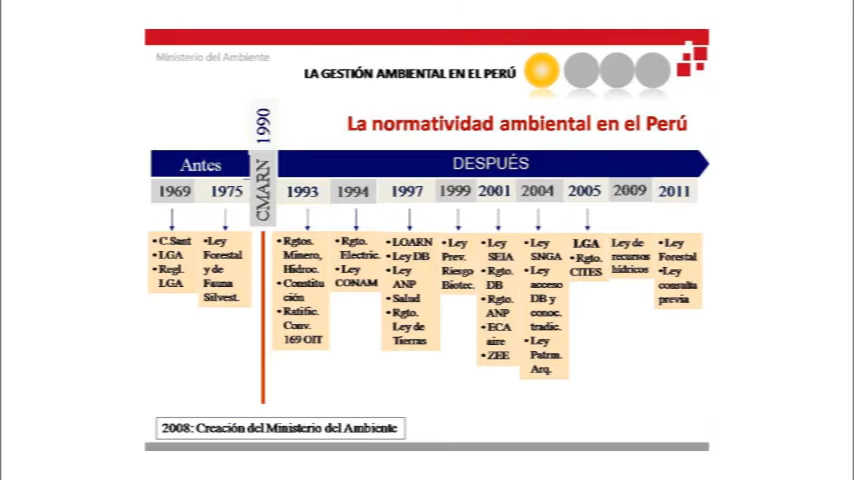 Ministerio del Ambiente
LA GESTIÓN AMBIENTAL EN EL PERÚ
La normatividad ambiental en el Perú
Antes
CMARN 1990
DESPUÉS
1969
1975
1993
1994
1997
1999
2001
2004
2005
2009
2011
• C.Sant
• LGA
• Regl.
LGA
• Ley
Forestal
y de
Fauna
Silvest.
• Rgtos.
Minero,
Hidroc.
• Constitu
ción
• Ratific.
Conv.
169 OIT
• Rgto.
Electric.
• Ley
CONAM
• LOARN
• Ley DB
• Ley
ANP
• Salud
• Rgto.
Ley de
Tierras
• Ley
Prev.
Riesgo
Biotec.
• Ley
SEIA
• Rgto.
DB
• Rgto.
ANP
• ECA
aire
• ZEE
• Ley
SNGA
• Ley
acceso
DB y
conoc.
tradic.
• Ley
Patrm.
Arq.
LGA
• Rgto.
CITES
Ley de
recursos
hídricos
• Ley
Forestal
• Ley
consulta
previa
2008: Creación del Ministerio del Ambiente